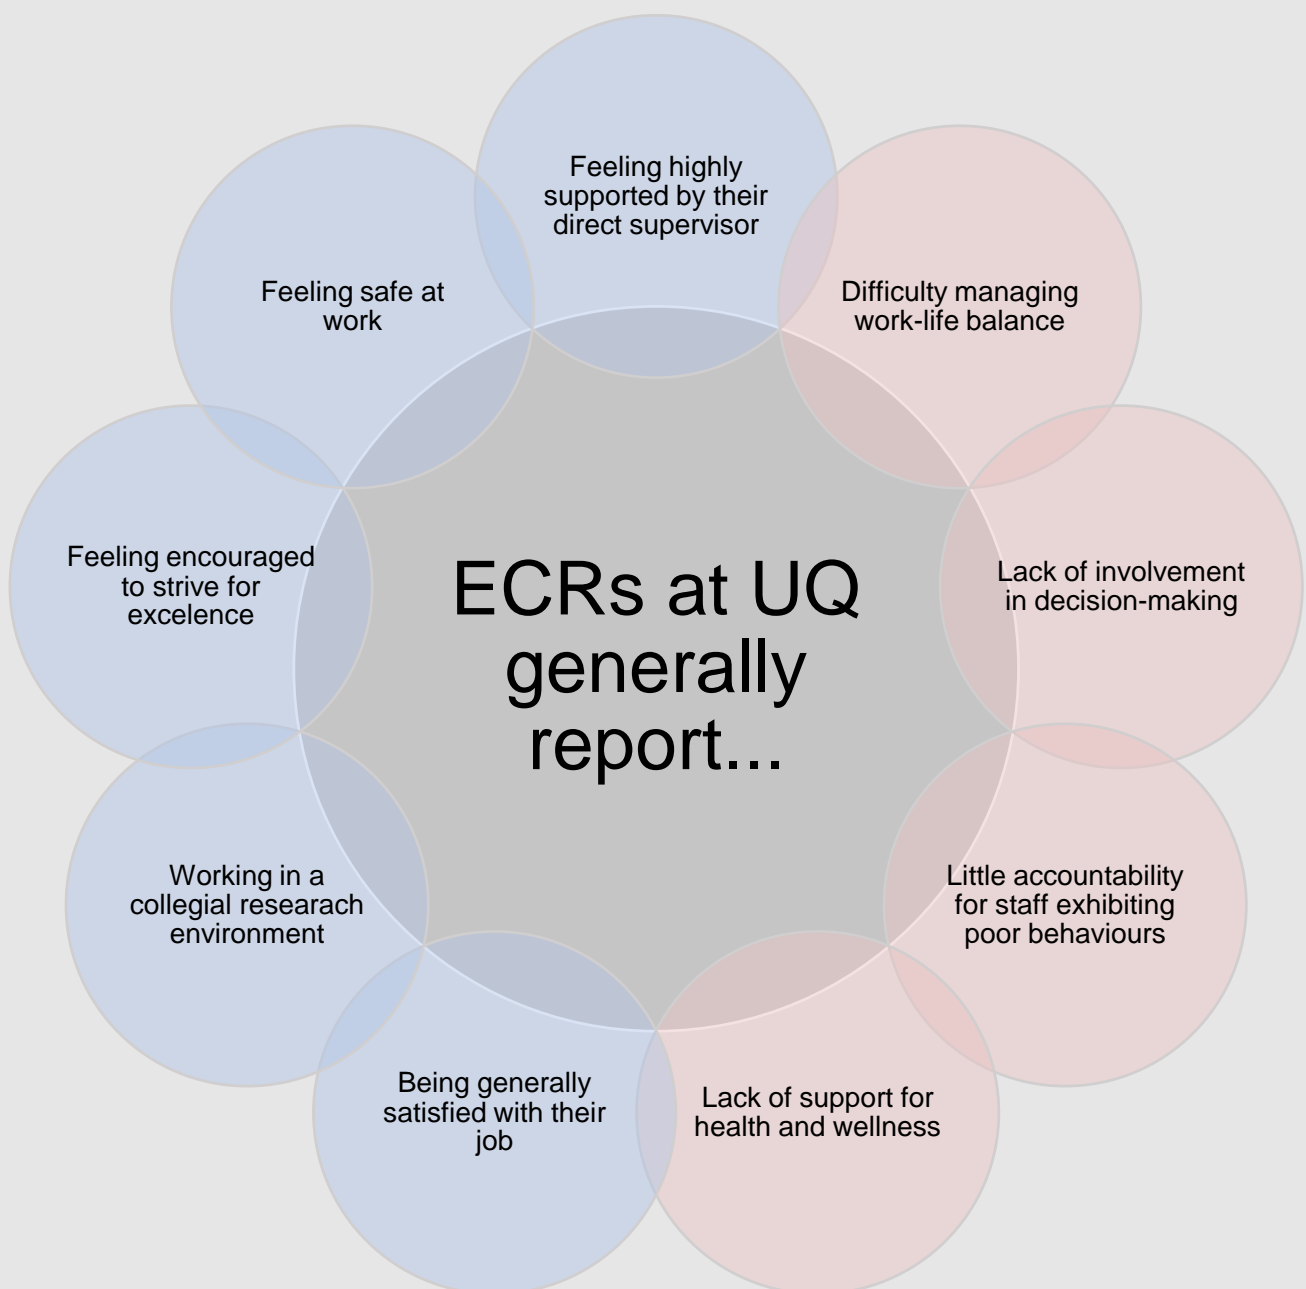 Feeling highly
supported by their
direct supervisor
Difficulty managing
work-life balance
Lack of involvement
in decision-making
Little accountability
for staff exhibiting
poor behaviours
Lack of support for
health and wellness
Being generally
satisfied with their
job
Working in a
collegial researach
environment
Feeling encouraged
to strive for
excelence
Feeling safe at
work
ECRs at UQ
generally
report...